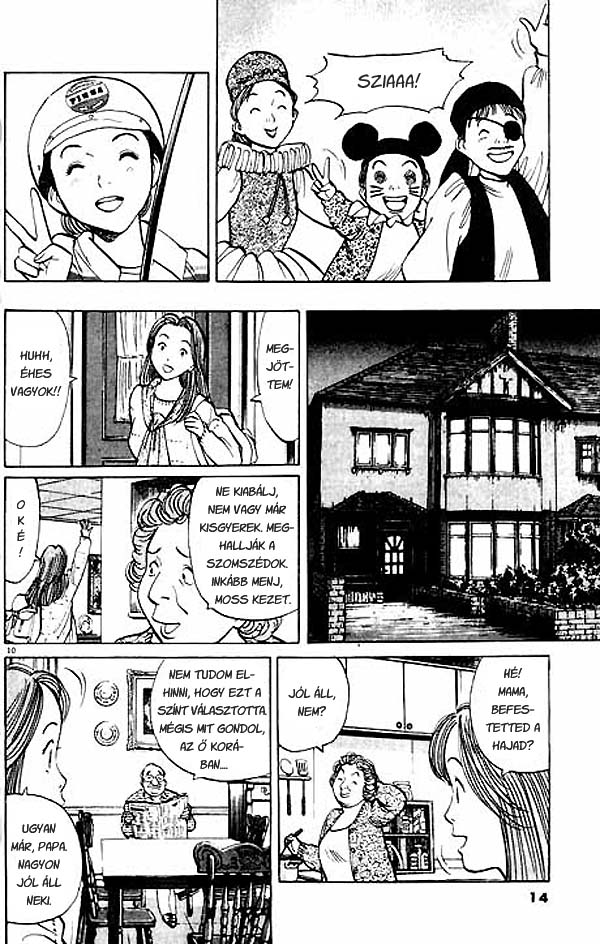 SZIAAA!
MEG-
JÖT-
TEM!
HUHH,
ÉHES
VAGYOK!!
NE KIABÁLJ,
NEM VAGY MÁR
KISGYEREK. MEG-
HALLJÁK A
SZOMSZÉDOK.
INKÁBB MENJ,
MOSS KEZET.
O
K
É
!
10
HÉ!
MAMA,
BEFES-
TETTED A
HAJAD?
JÓL ÁLL,
NEM?
NEM TUDOM EL-
HINNI, HOGY EZT A
SZÍNT VÁLASZTOTTA.
MÉGIS MIT GONDOL,
AZ Ő KORÁ-
BAN....
UGYAN
MÁR, PAPA.
NAGYON
JÓL ÁLL
NEKI.
14